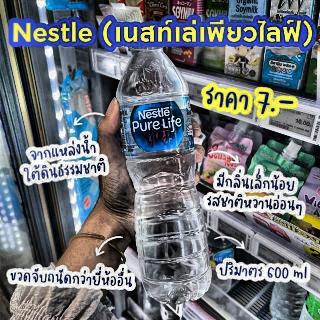 Nestle (เนสท์เล่เพียวไลฟ์)
ราคา 7.-
Nestlé
Pure Life
จากแหล่งน้ำ
ใต้ดินธรรมชาติ
มีกลิ่นเล็กน้อย
รสชาติหวานอ่อนๆ
ขวดจับถนัดกว่ายี่ห้ออื่น
ปริมาตร 600 ml
Soymilk